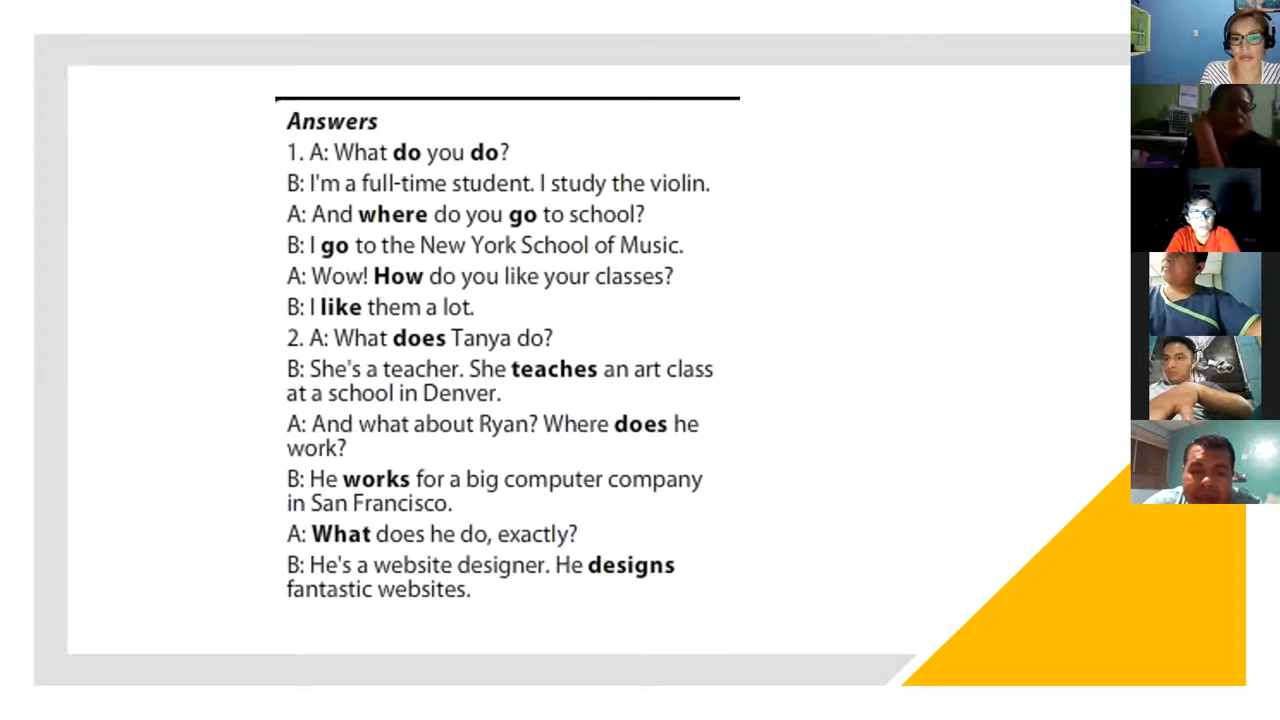 Answers
1. A: What do you do?
B: I'm a full-time student. I study the violin.
A: And where do you go to school?
B: I go to the New York School of Music.
A: Wow! How do you like your classes?
B: I like them a lot.
2. A: What does Tanya do?
B: She's a teacher. She teaches an art class
at a school in Denver.
A: And what about Ryan? Where does he
work?
B: He works for a big computer company
in San Francisco.
A: What does he do, exactly?
B: He's a website designer. He designs
fantastic websites.